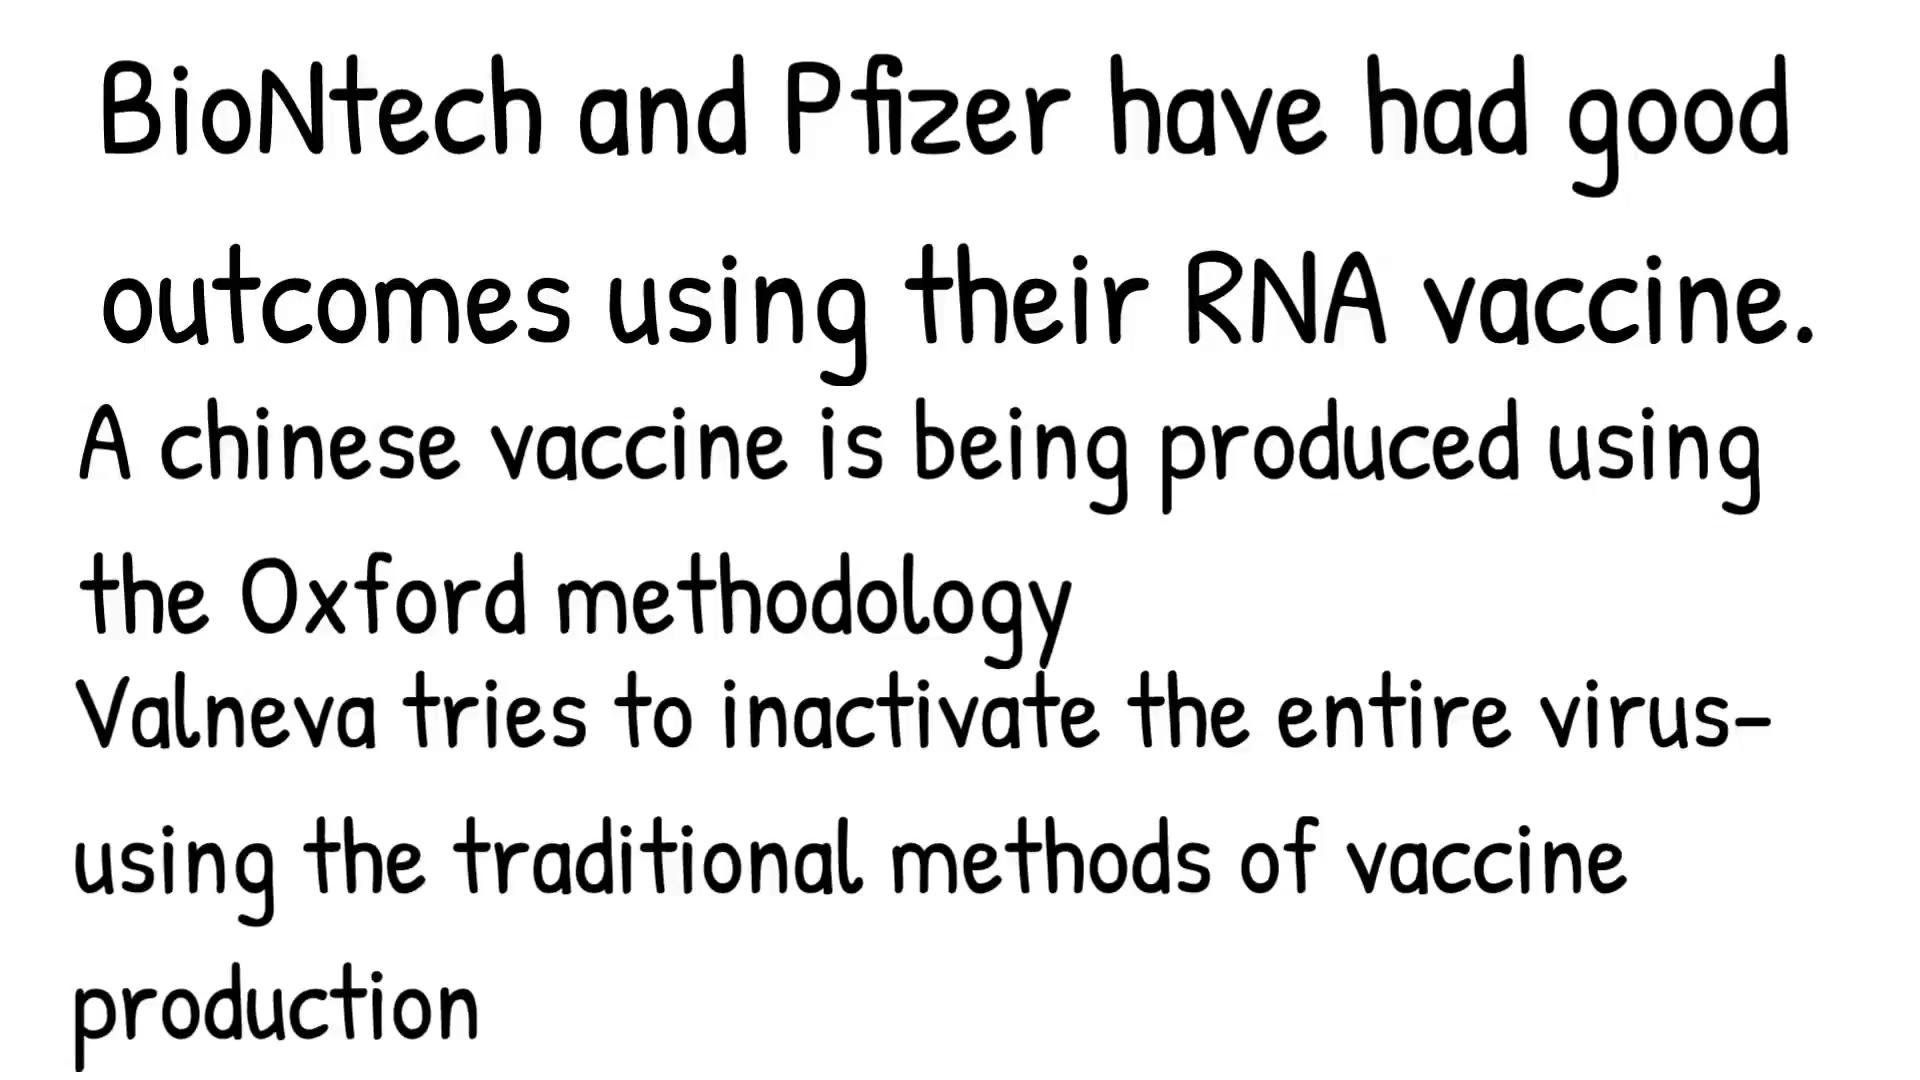 BioNtech and Pfizer have had good
outcomes using their RNA vaccine.
A chinese vaccine is being produced using
the Oxford methodology
Valneva tries to inactivate the entire virus-
using the traditional methods of vaccine
production